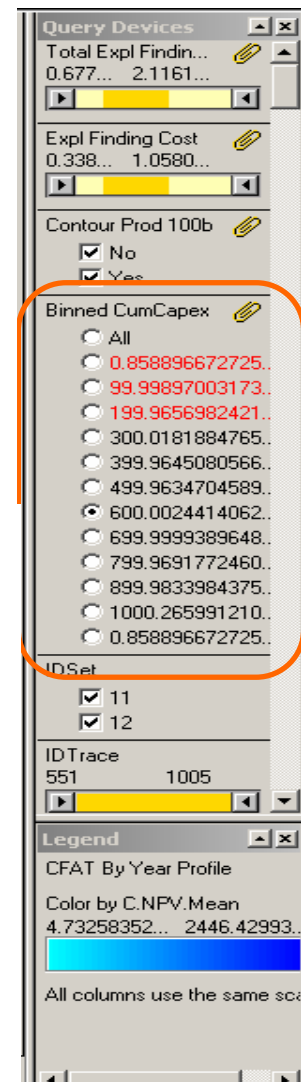 Query Devices
Total Expl Findin...
0.677... 2.1161...
Expl Finding Cost
0.338... 1.0580...
Contour Prod 100b
No
Yes
Binned CumCapex
All
0.858896672725..
99.99897003173..
199.9656982421..
300.0181884765..
399.9645080566..
499.9634704589..
600.0024414062..
699.9999389648..
799.9691772460..
899.9833984375..
1000.265991210..
0.858896672725..
IDSet
11
12
IDTrace
551 1005
Legend
CFAT By Year Profile
Color by C.NPV.Mean
4.73258352... 2446.42993..
All columns use the same sca